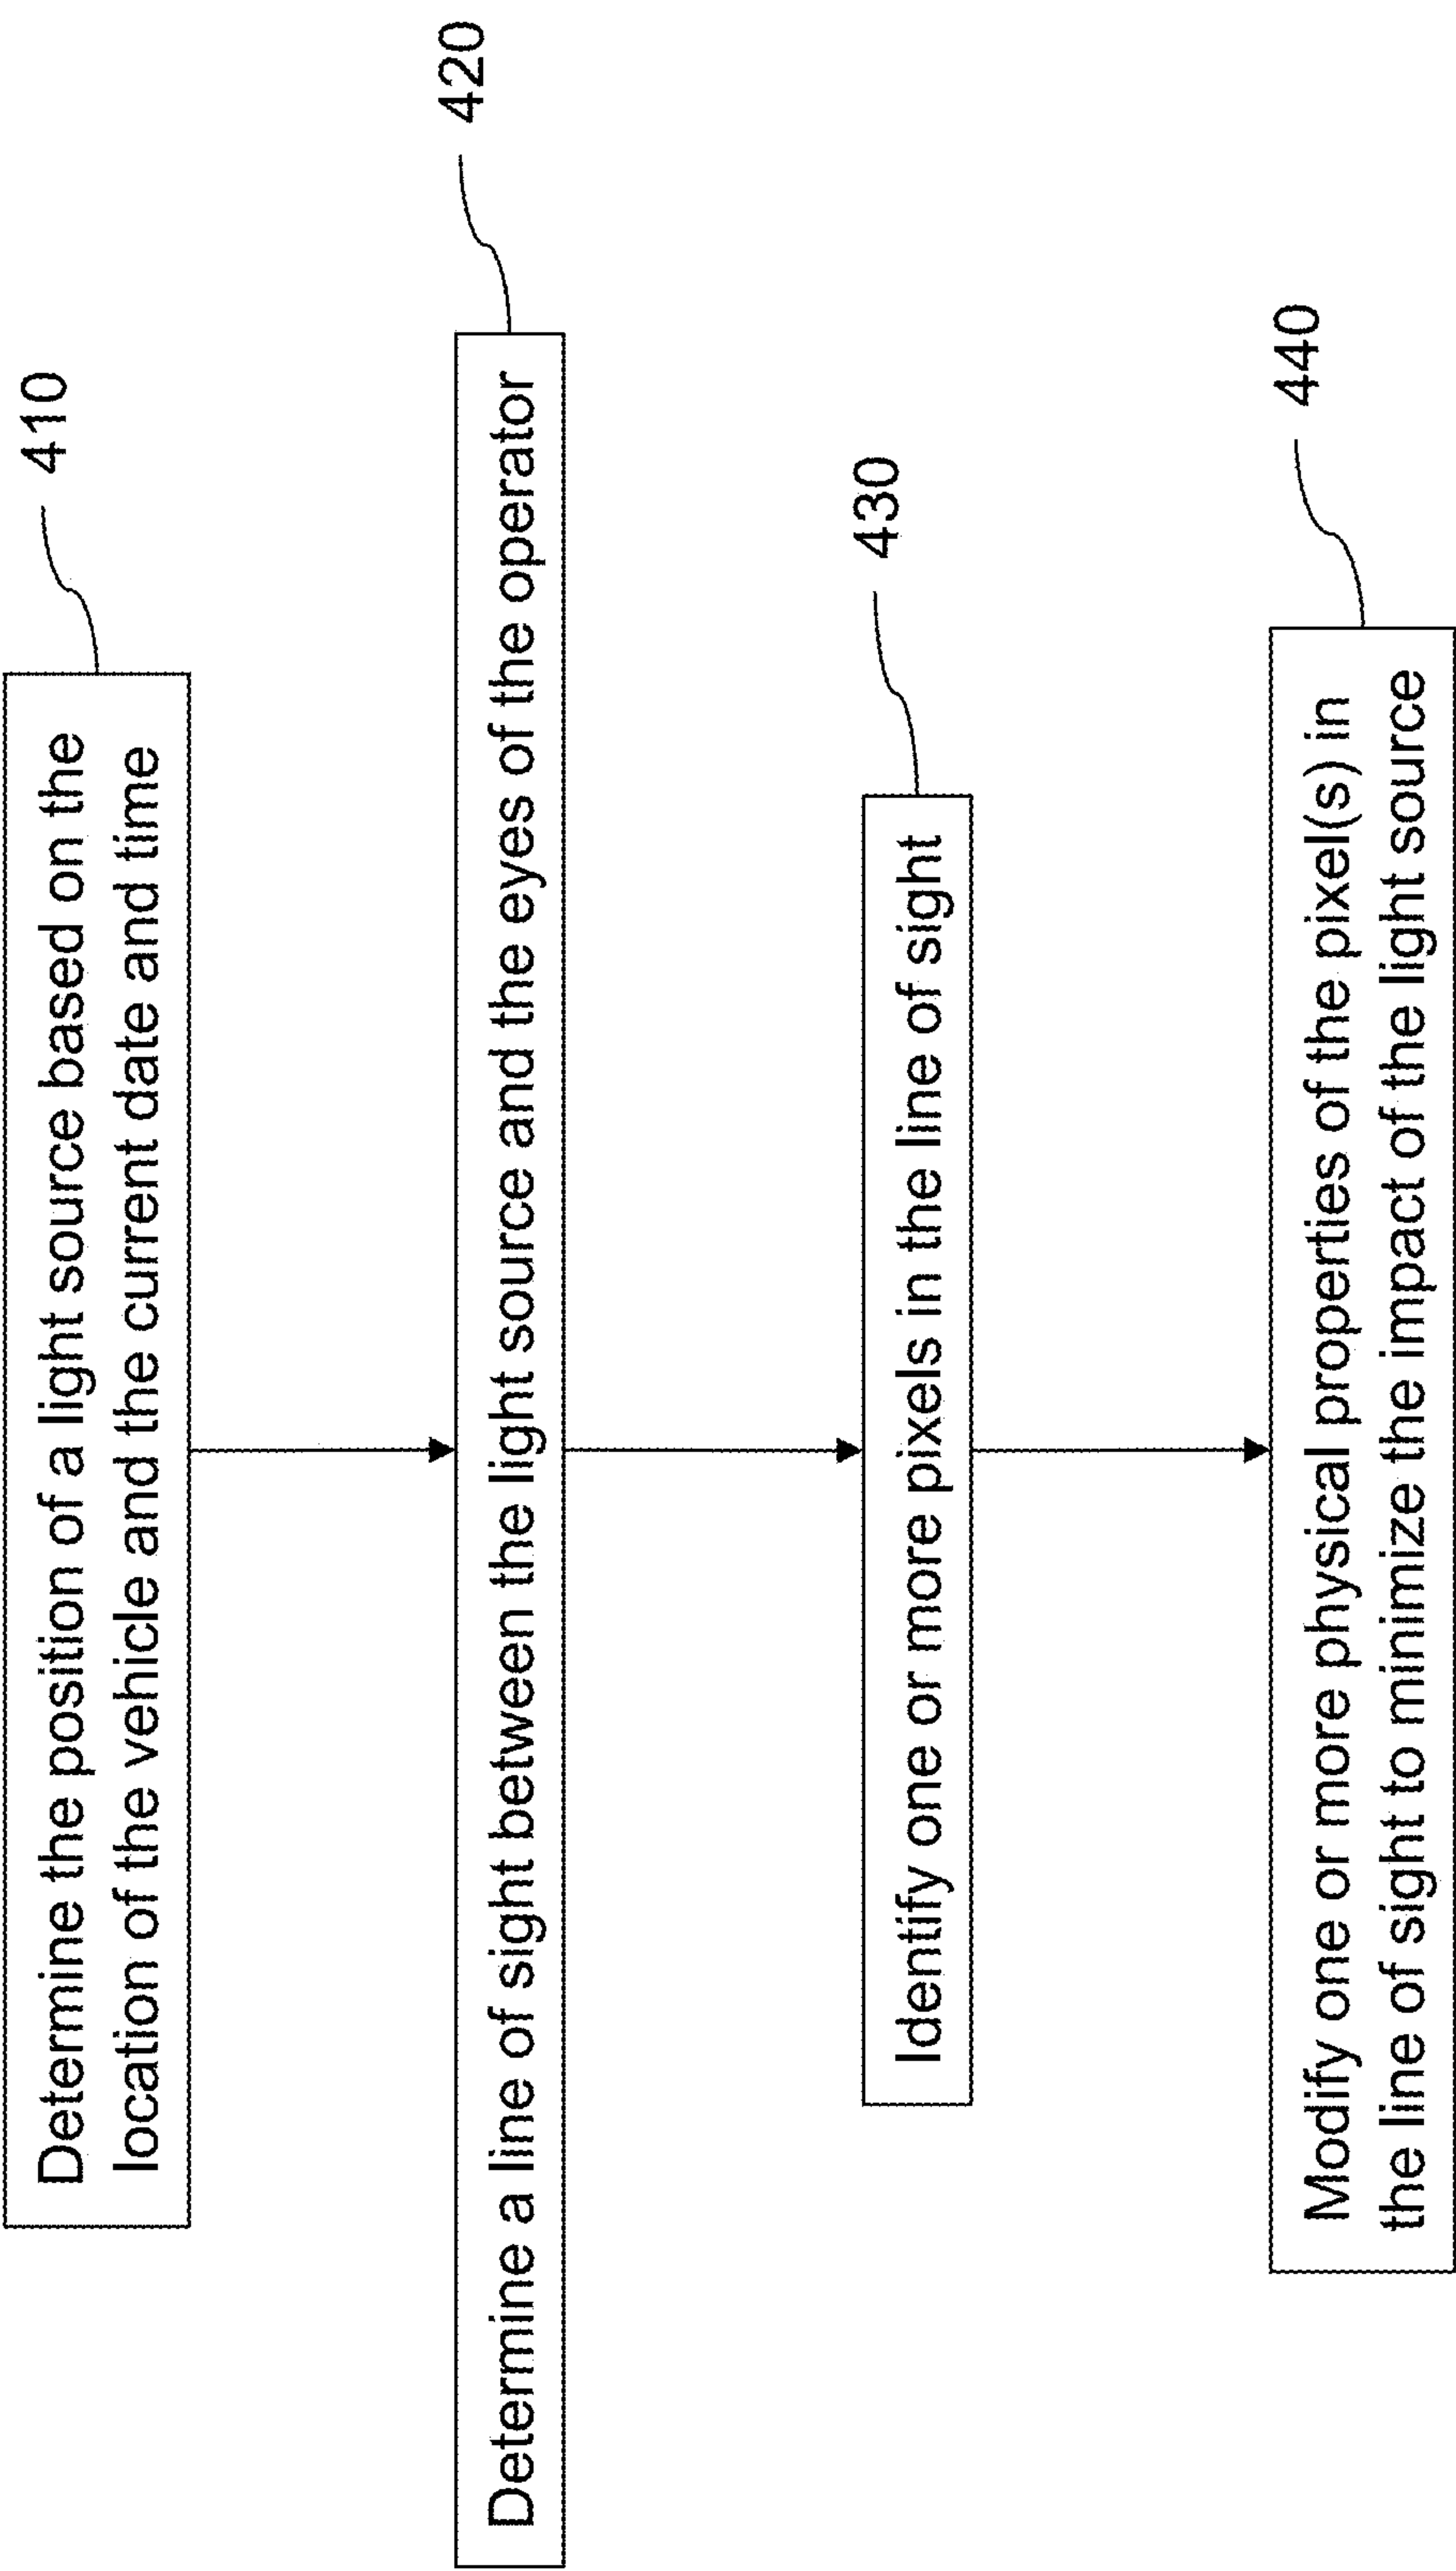 410
Determine the position of a light source based on the
location of the vehicle and the current date and time
420
Determine a line of sight between the light source and the eyes of the operator
430
Identify one or more pixels in the line of sight
440
Modify one or more physical properties of the pixel(s) in
the line of sight to minimize the impact of the light source